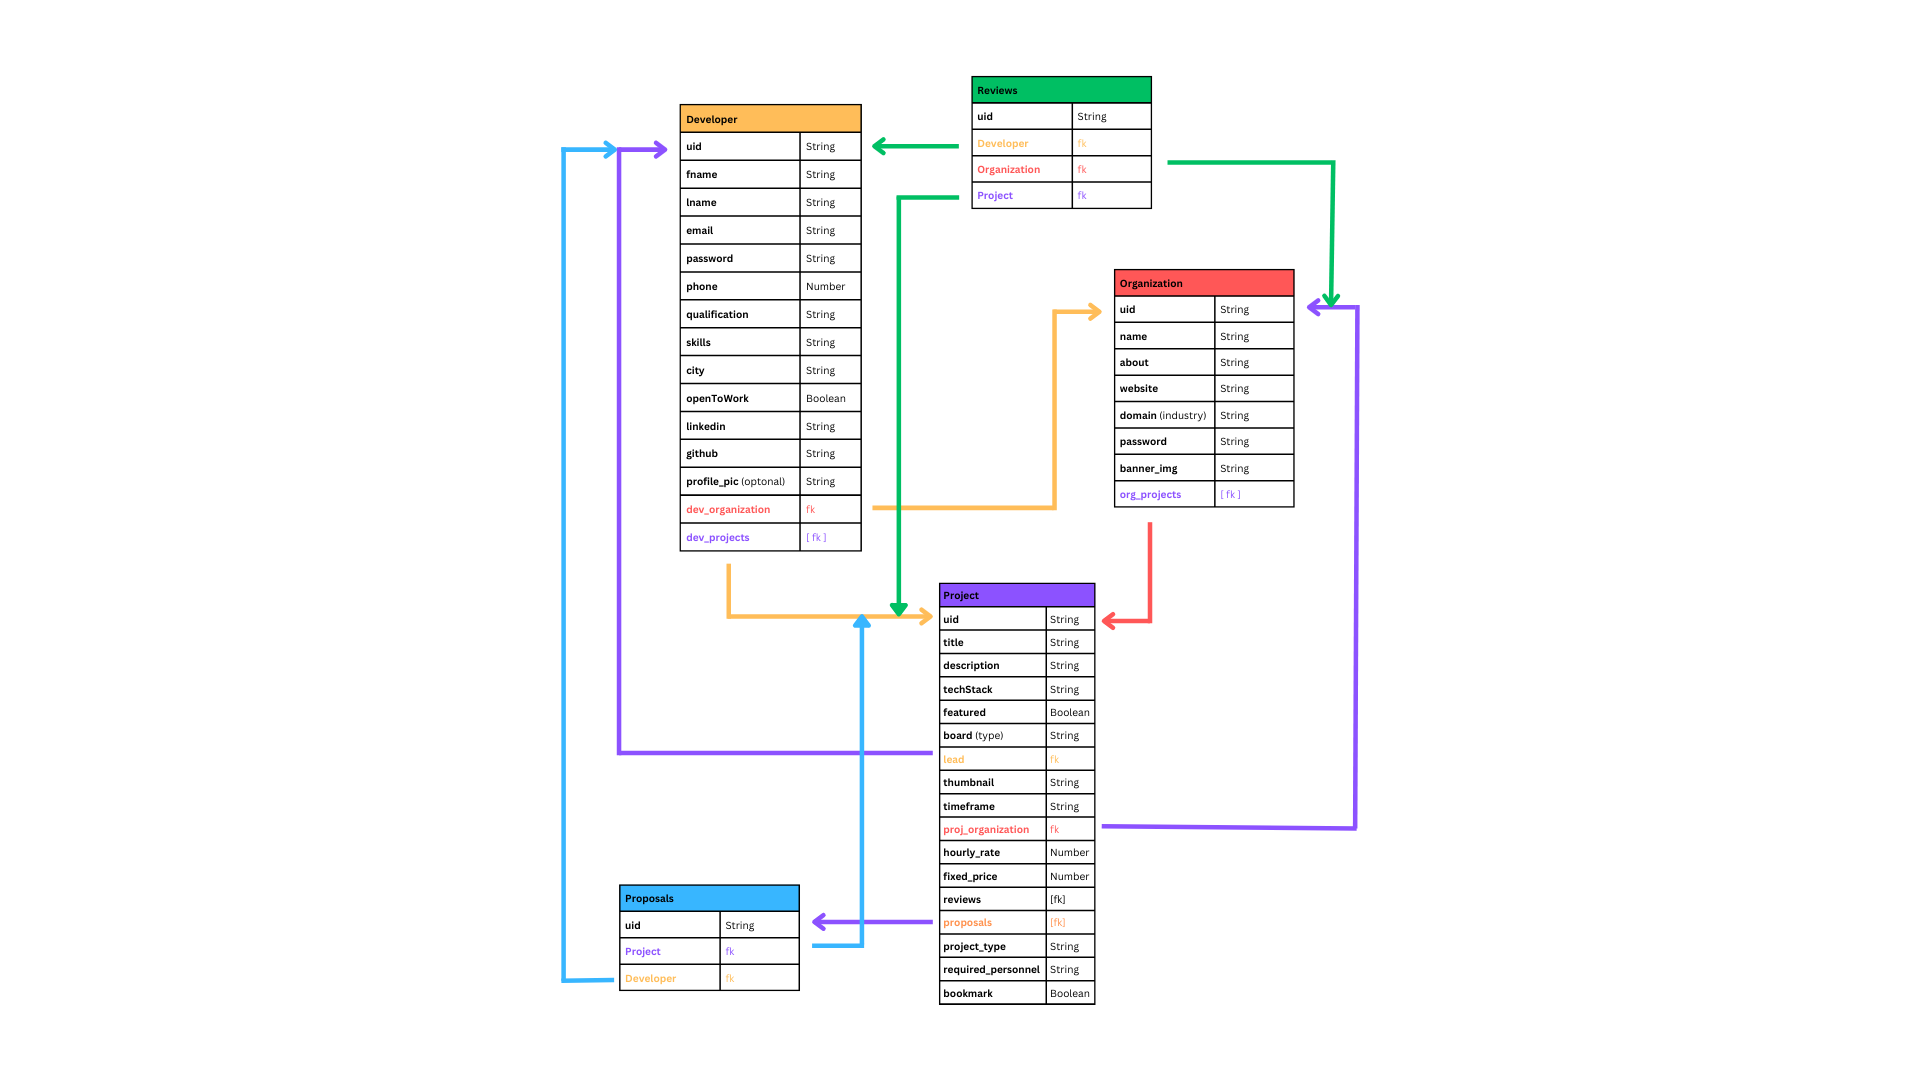 Reviews
uid String
Developer fk
Organization fk
Project fk
Developer
uid String
fname String
lname String
email String
password String
phone Number
qualification String
skills String
city String
openToWork Boolean
linkedin String
github String
profile_pic (optonal) String
dev_organization fk
dev_projects [ fk ]
Organization
uid String
name String
about String
website String
domain (industry) String
password String
banner_img String
org_projects [ fk ]
Project
uid String
title String
description String
techStack String
featured Boolean
board (type) String
lead fk
thumbnail String
timeframe String
proj_organization fk
hourly_rate Number
fixed_price Number
reviews [fk]
proposals [fk]
project_type String
required_personnel String
bookmark Boolean
Proposals
uid String
Project fk
Developer fk